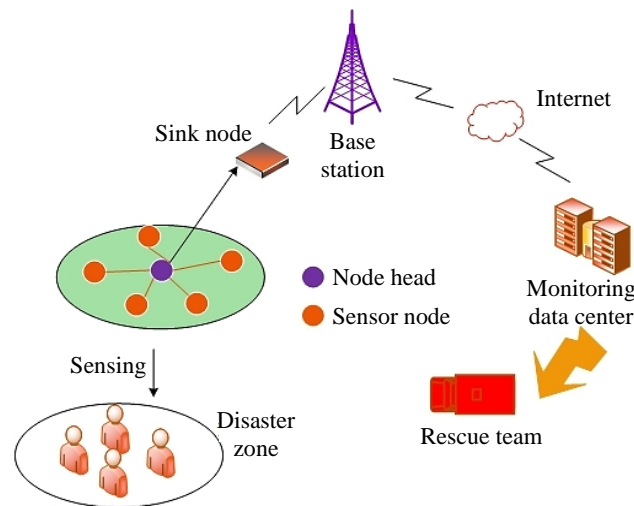 Internet
Sink node
Base
station
Node head
Sensor node
Monitoring
data center
Sensing
Disaster
zone
Rescue team